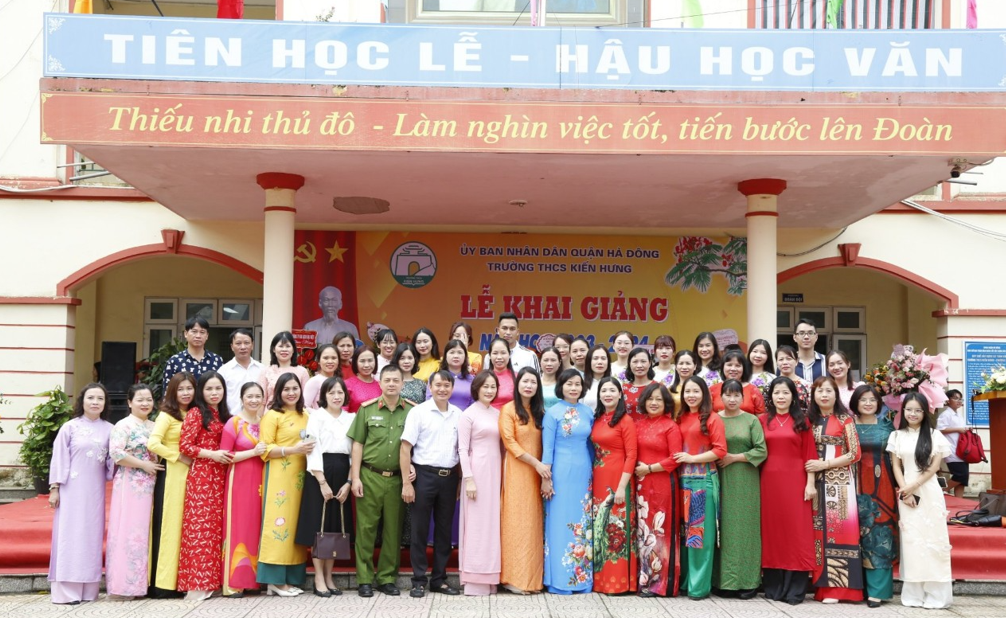 TIÊN HỌC LỄ - HẬU HỌC VĂN
Thiếu nhi thủ đô - Làm nghìn việc tốt, tiến bước lên Đoàn
ỦY BAN NHÂN DÂN QUẬN HÀ ĐÔNG
TRƯỜNG THCS KIẾN HƯNG
LỄ KHAI GIẢNG